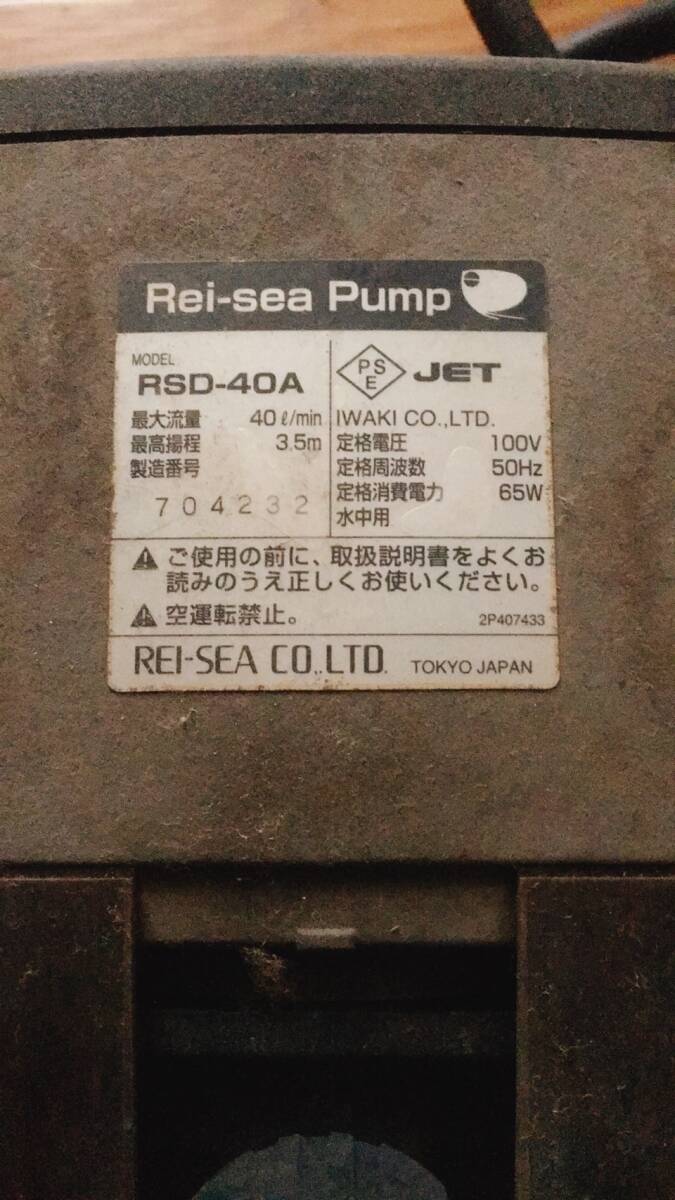 Rei-sea Pump
MODEL
RSD-40A
最大流量 40ℓ/min
最高揚程 3.5m
製造番号
704232
PSE JET
IWAKI CO.,LTD.
定格電圧 100V
定格周波数 50Hz
定格消費電力 65W
水中用
ご使用の前に、取扱説明書をよくお
読みのうえ正しくお使いください。
空運転禁止。 2P407433
REI-SEA CO.,LTD. TOKYO JAPAN